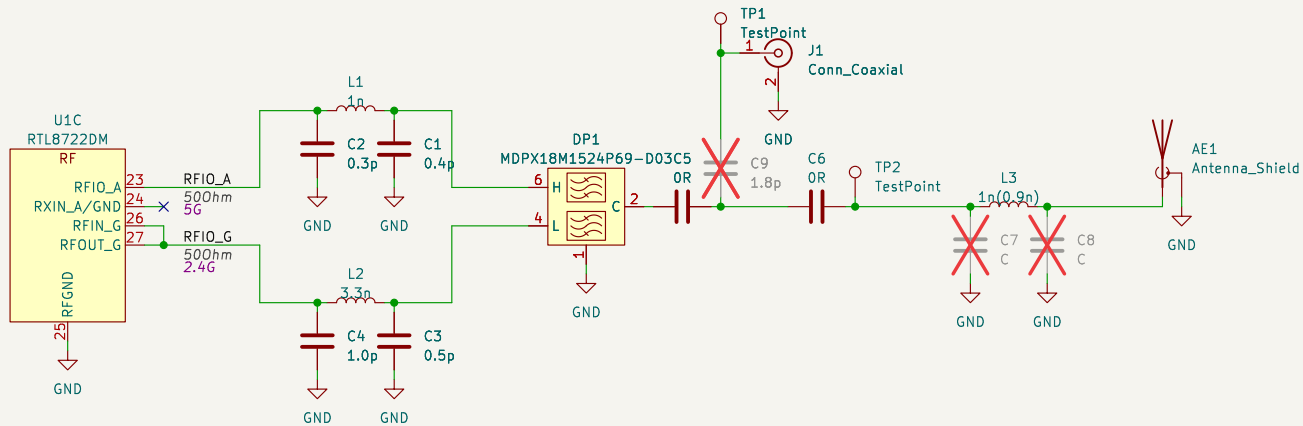 TP1
TestPoint
1
J1
Conn_Coaxial
2
GND
L1
1n
U1C
RTL8722DM
RF
C2
0.3p
C1
0.4p
DP1
MDPX18M1524P69-D03C5
0R
C9
1.8p
C6
0R
TP2
TestPoint
AE1
Antenna_Shield
RFIO_A
23
RFIO_A
50Ohm
5G
RXIN_A/GND
24
RFIN_G
26
RFOUT_G
27
RFIO_G
50Ohm
2.4G
GND
GND
6
H
C
2
4
L
1
L3
1n(0.9n)
C7
C
C8
C
GND
RFGND
25
L2
3.3n
GND
GND
GND
C4
1.0p
C3
0.5p
GND
GND
GND